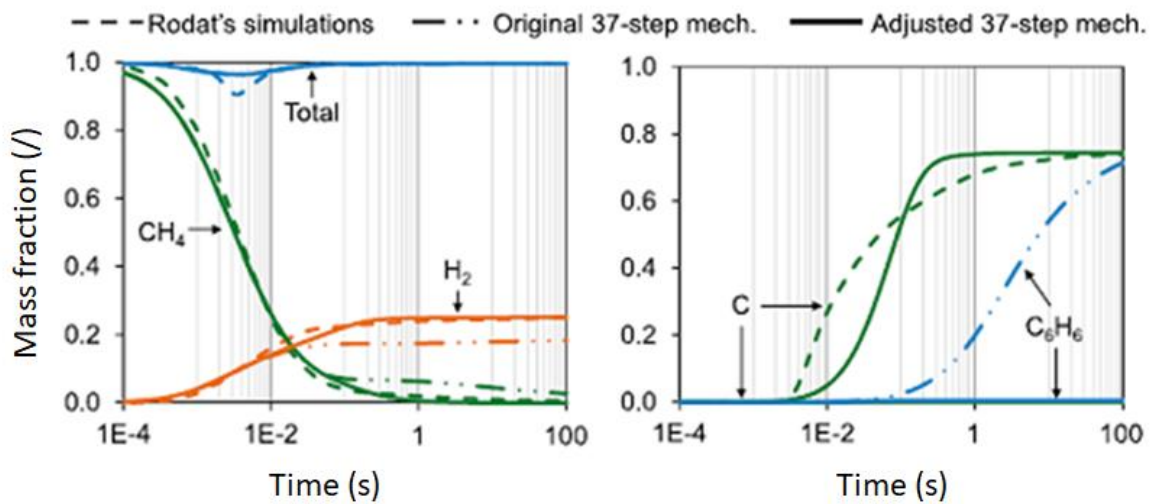 Rodat's simulations Original 37-step mech. Adjusted 37-step mech.
Mass fraction (/)
1.0
0.8
0.6
0.4
0.2
0.0
Total
CH₄
H₂
1E-4 1E-2 1 100
Time (s)
1.0
0.8
0.6
0.4
0.2
0.0
C
C₆H₆
1E-4 1E-2 1 100
Time (s)